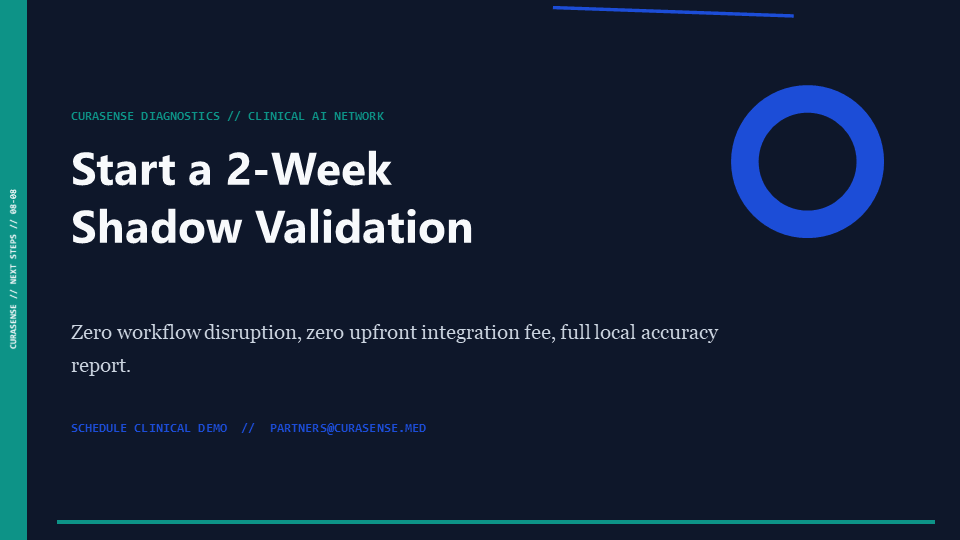 CURASENSE DIAGNOSTICS // CLINICAL AI NETWORK
Start a 2-Week
Shadow Validation
Zero workflow disruption, zero upfront integration fee, full local accuracy
report.
SCHEDULE CLINICAL DEMO // PARTNERS@CURASENSE.MED
CURASENSE // NEXT STEPS // 08-08